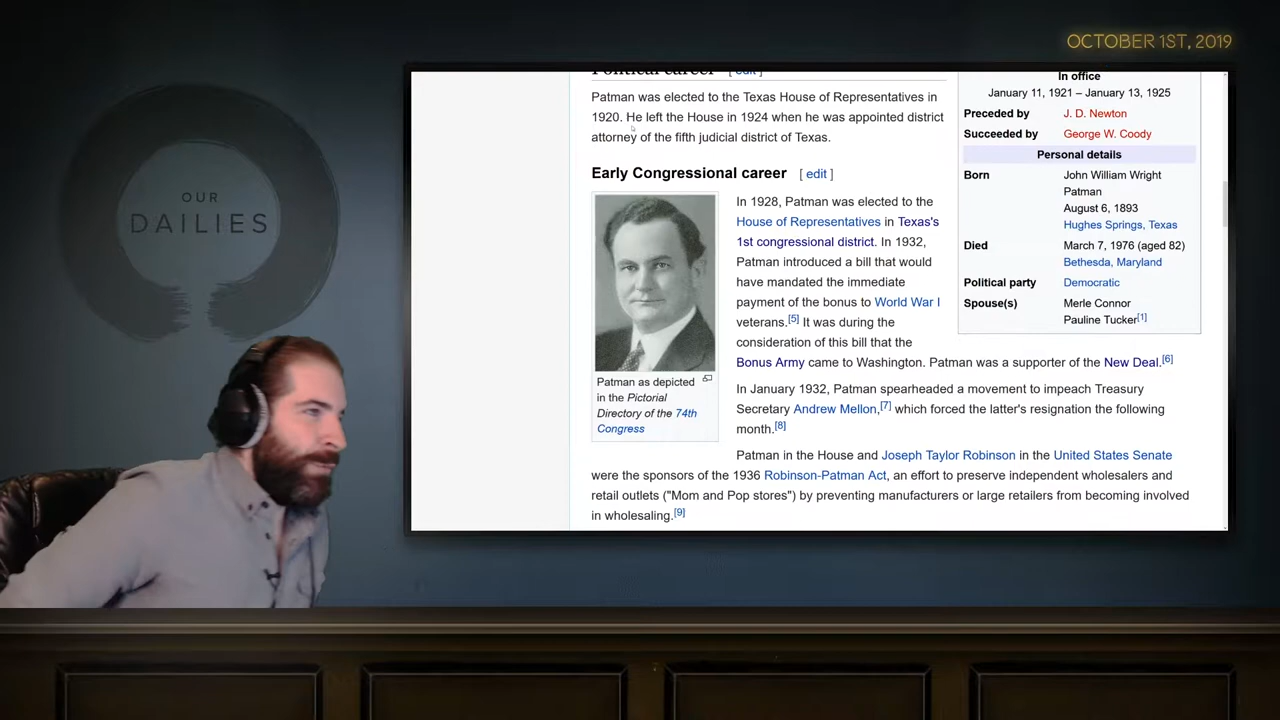 OCTOBER 1ST, 2019
OUR
DAILIES
Political career [ edit ]
Patman was elected to the Texas House of Representatives in
1920. He left the House in 1924 when he was appointed district
attorney of the fifth judicial district of Texas.
Early Congressional career [ edit ]
In 1928, Patman was elected to the
House of Representatives in Texas's
1st congressional district. In 1932,
Patman introduced a bill that would
have mandated the immediate
payment of the bonus to World War I
veterans.[5] It was during the
consideration of this bill that the
Bonus Army came to Washington. Patman was a supporter of the New Deal.[6]
Patman as depicted
in the Pictorial
Directory of the 74th
Congress
In January 1932, Patman spearheaded a movement to impeach Treasury
Secretary Andrew Mellon,[7] which forced the latter's resignation the following
month.[8]
Patman in the House and Joseph Taylor Robinson in the United States Senate
were the sponsors of the 1936 Robinson-Patman Act, an effort to preserve independent wholesalers and
retail outlets ("Mom and Pop stores") by preventing manufacturers or large retailers from becoming involved
in wholesaling.[9]
In office
January 11, 1921 – January 13, 1925
Preceded by J. D. Newton
Succeeded by George W. Coody
Personal details
Born John William Wright
Patman
August 6, 1893
Hughes Springs, Texas
Died March 7, 1976 (aged 82)
Bethesda, Maryland
Political party Democratic
Spouse(s) Merle Connor
Pauline Tucker[1]